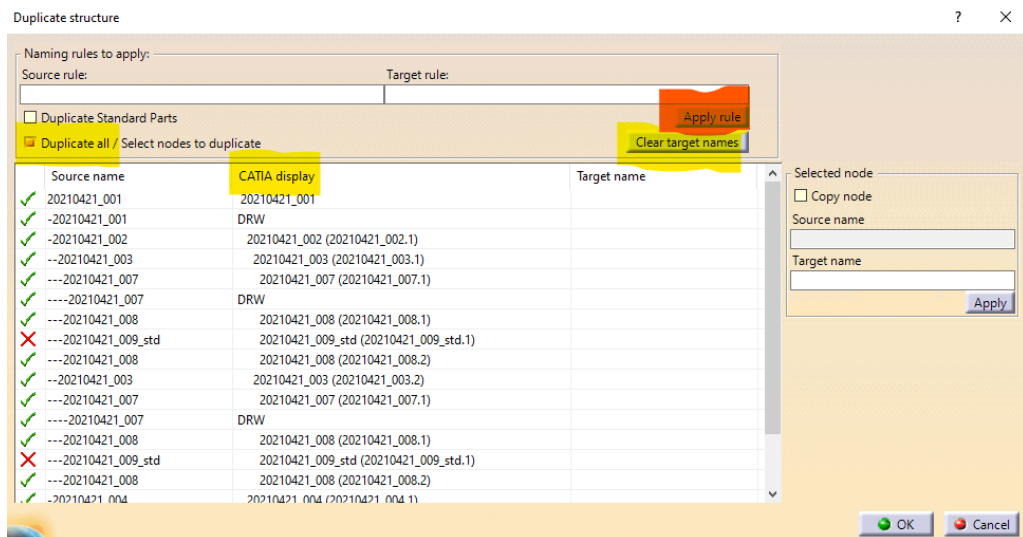 Duplicate structure ? X
Naming rules to apply:
Source rule: Target rule:
Duplicate Standard Parts Apply rule
Duplicate all / Select nodes to duplicate Clear target names
Source name CATIA display Target name
20210421_001 20210421_001
-20210421_001 DRW
-20210421_002 20210421_002 (20210421_002.1)
--20210421_003 20210421_003 (20210421_003.1)
---20210421_007 20210421_007 (20210421_007.1)
----20210421_007 DRW
---20210421_008 20210421_008 (20210421_008.1)
---20210421_009_std 20210421_009_std (20210421_009_std.1)
---20210421_008 20210421_008 (20210421_008.2)
--20210421_003 20210421_003 (20210421_003.2)
---20210421_007 20210421_007 (20210421_007.1)
----20210421_007 DRW
---20210421_008 20210421_008 (20210421_008.1)
---20210421_009_std 20210421_009_std (20210421_009_std.1)
---20210421_008 20210421_008 (20210421_008.2)
-20210421_004 20210421_004 (20210421_004.1)
Selected node
Copy node
Source name
Target name
Apply
OK Cancel